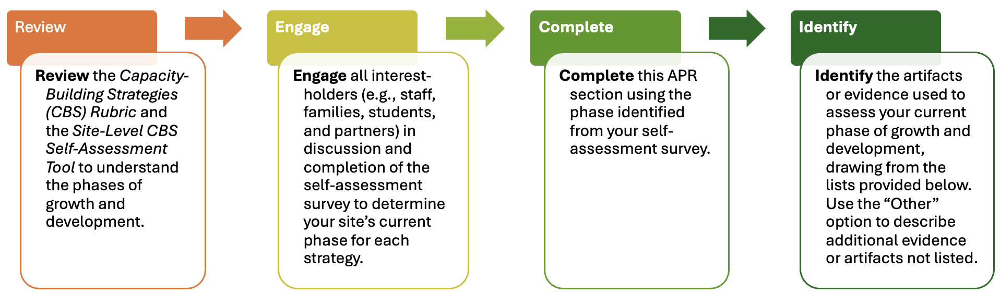 Review
Review the Capacity-
Building Strategies
(CBS) Rubric and
the Site-Level CBS
Self-Assessment
Tool to understand
the phases of
growth and
development.
Engage
Engage all interest-
holders (e.g., staff,
families, students,
and partners) in
discussion and
completion of the
self-assessment
survey to determine
your site’s current
phase for each
strategy.
Complete
Complete this APR
section using the
phase identified
from your self-
assessment survey.
Identify
Identify the artifacts
or evidence used to
assess your current
phase of growth and
development,
drawing from the
lists provided below.
Use the “Other”
option to describe
additional evidence
or artifacts not listed.